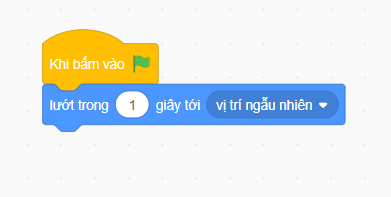 Khi bấm vào
lướt trong 1 giây tới vị trí ngẫu nhiên